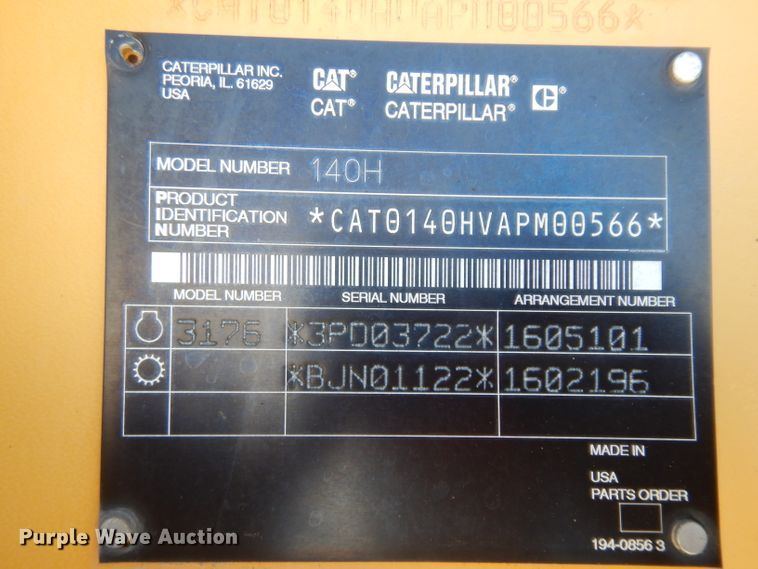 *CAT0140HVAPM00566*
CATERPILLAR INC.
PEORIA, IL. 61629
USA
CAT® CATERPILLAR®
CAT® CATERPILLAR®
C ®
MODEL NUMBER 140H
PRODUCT
IDENTIFICATION
NUMBER
*CAT0140HVAPM00566*
MODEL NUMBER SERIAL NUMBER ARRANGEMENT NUMBER
3176 *3PD03722* 1605101
*BJN01122* 1602196
MADE IN
USA
PARTS ORDER
194-0856 3
Purple Wave Auction